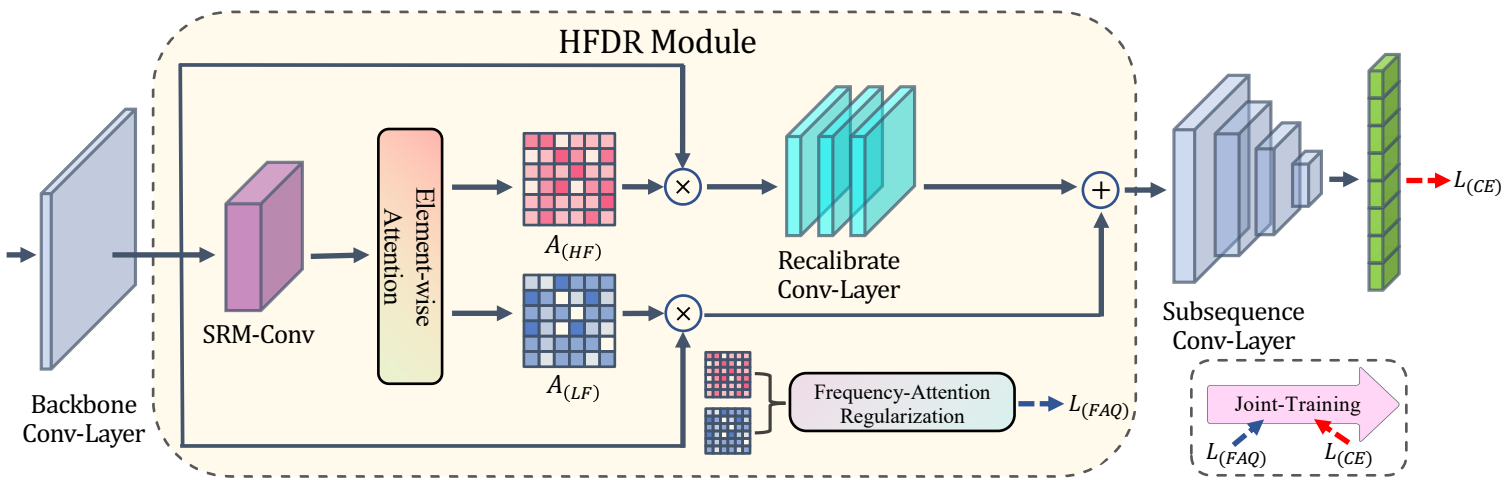 HFDR Module
Backbone
Conv-Layer
SRM-Conv
Element-wise
Attention
A(HF)
A(LF)
×
×
Recalibrate
Conv-Layer
+
Frequency-Attention
Regularization
L(FAQ)
Subsequence
Conv-Layer
L(CE)
Joint-Training
L(FAQ)
L(CE)